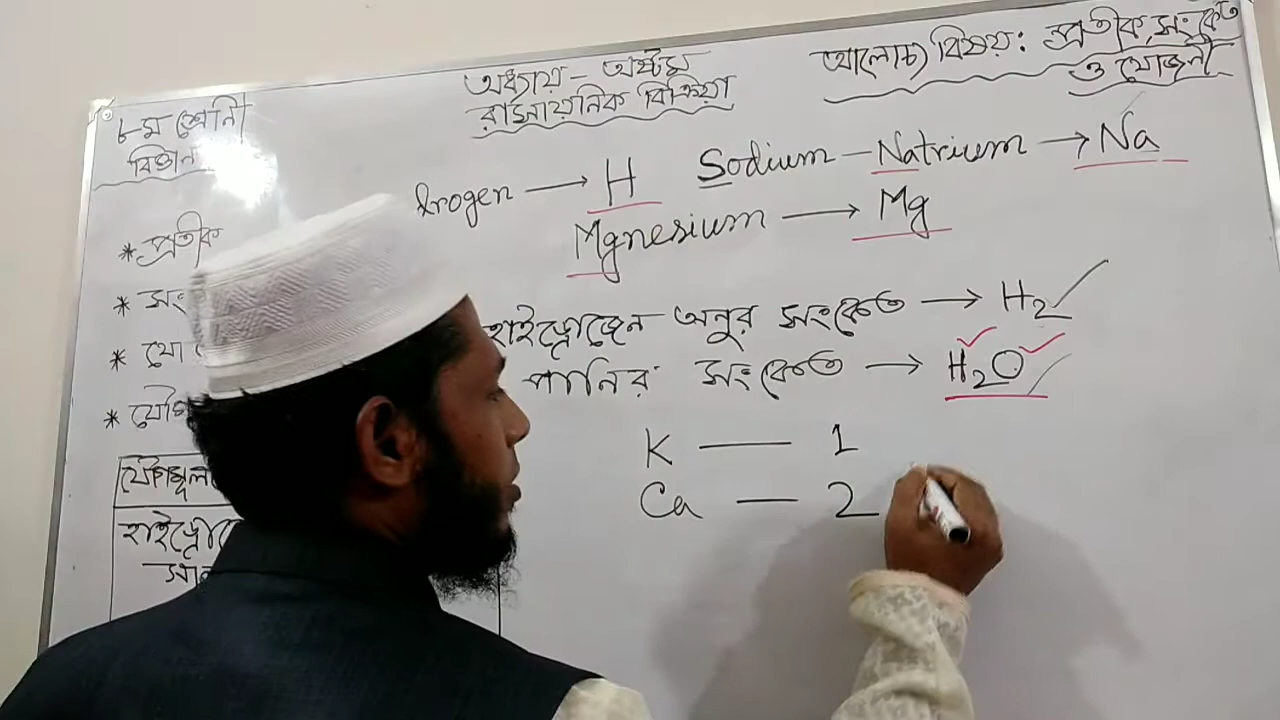 ৮ম শ্রেনী
বিজ্ঞান
অধ্যায় - অষ্টম
রাসায়নিক বিক্রিয়া
আলোচ্য বিষয়: প্রতীক, সংকেত
ও যোজনী
drogen → H
Sodium - Natrium → Na
Mgnesium → Mg
* প্রতীক
* সং
* যো
* যৌগ
হাইড্রোজেন অনুর সংকেত → H₂
পানির সংকেত → H₂O
K — 1
Ca — 2
যৌগমূল
হাইড্রো